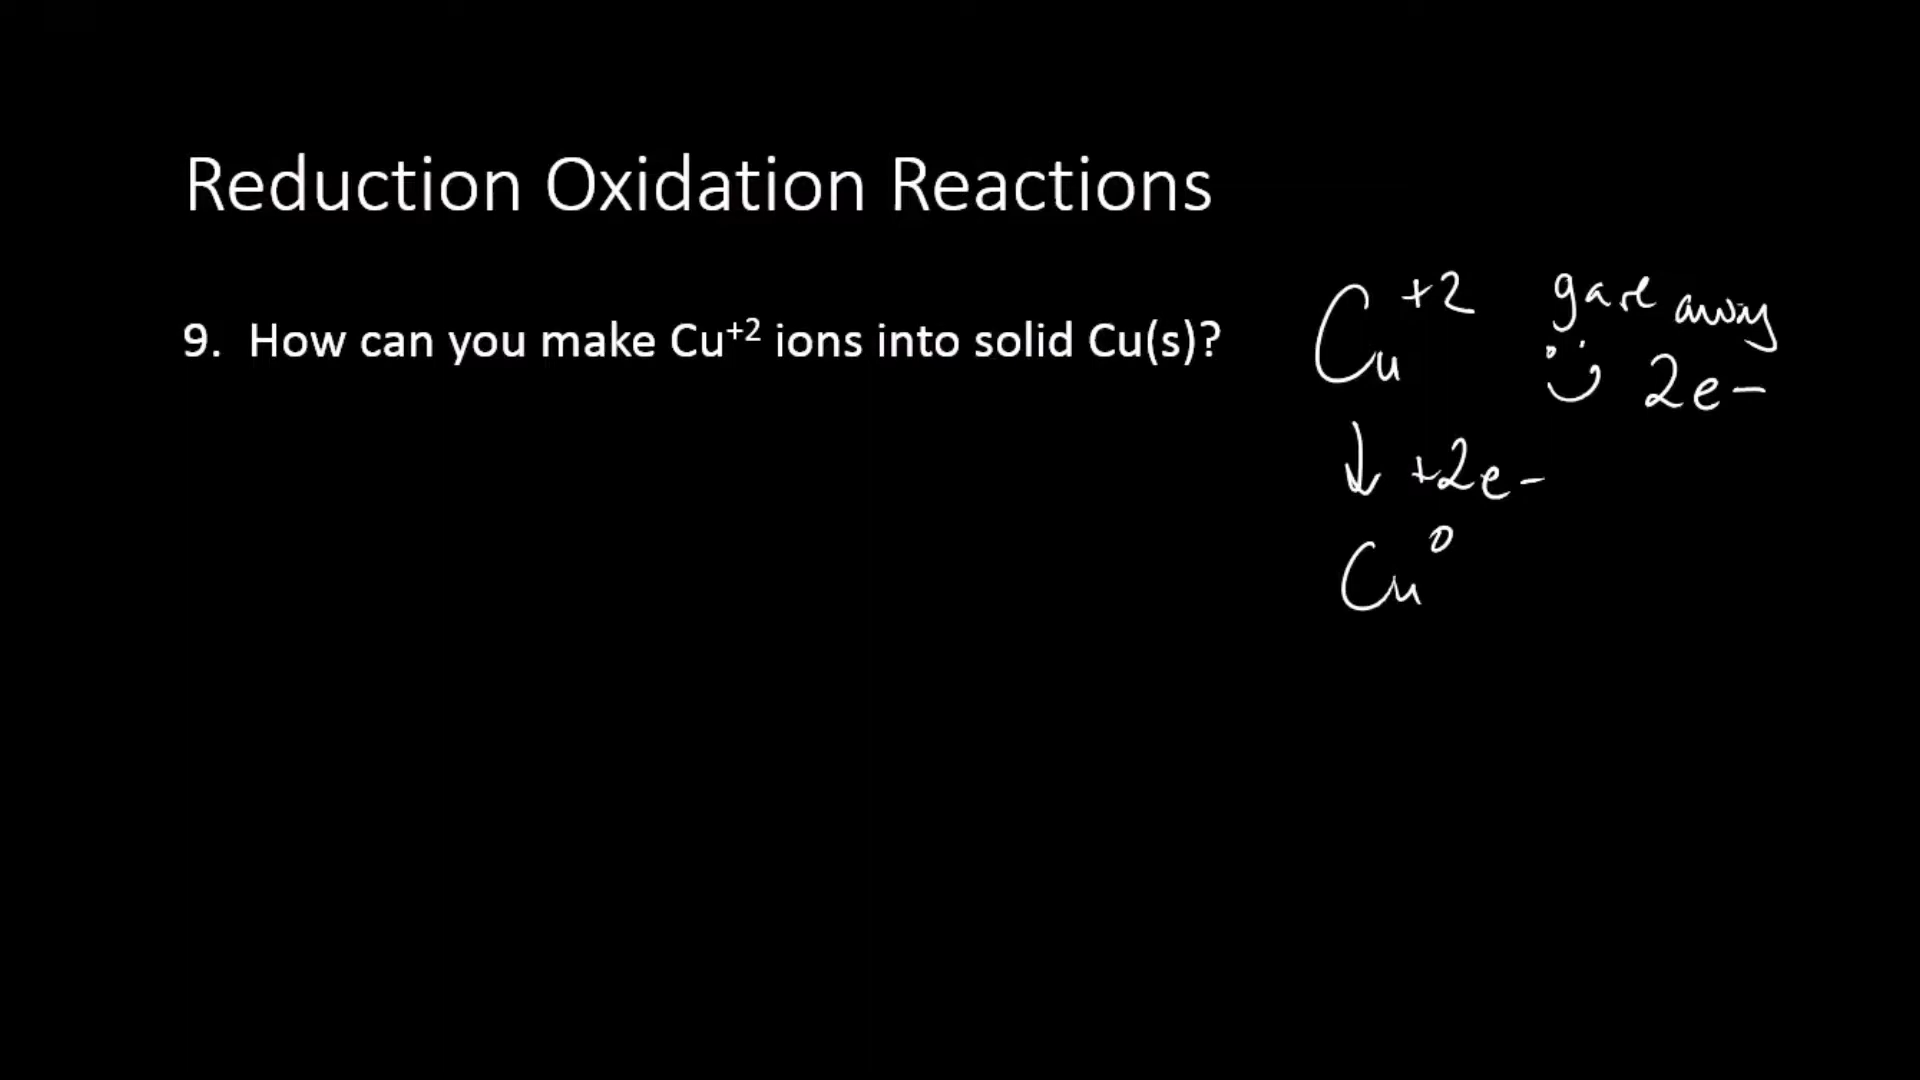 Reduction Oxidation Reactions
9. How can you make Cu⁺² ions into solid Cu(s)?
Cu⁺² gave away
2e-
↓ +2e-
Cu⁰